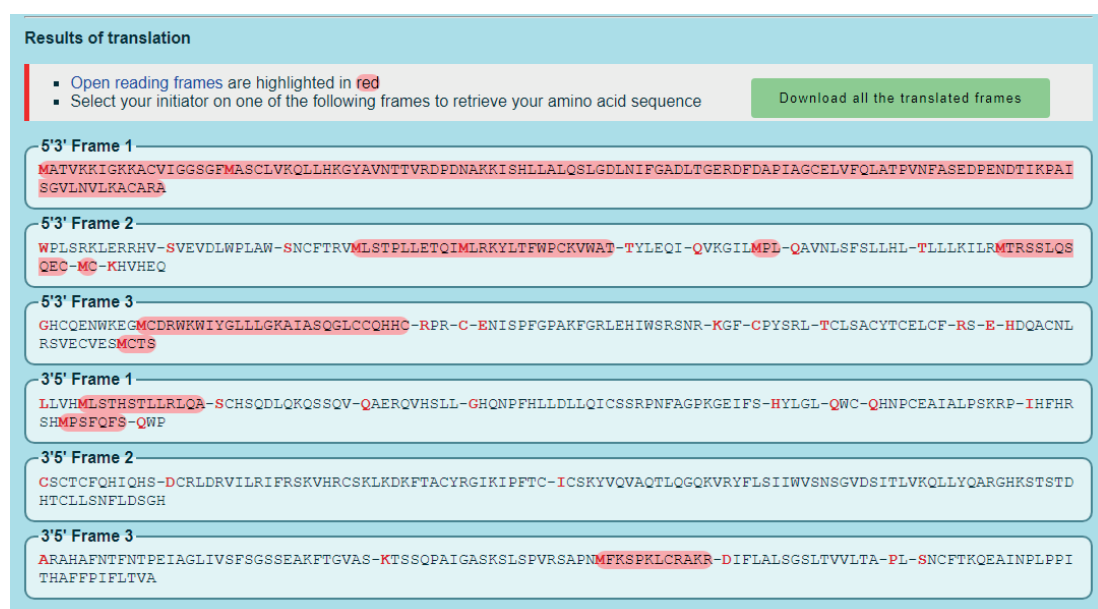 Results of translation
Open reading frames are highlighted in red
Select your initiator on one of the following frames to retrieve your amino acid sequence
Download all the translated frames
5'3' Frame 1
MATVKKIGKKACVIGGSGFMASCLVKQLLHKGYAVNTTVRDPDNAKKISHLLALQSLGDLNIFGADLTGERDFDAPIAGCELVFQLATPVNFASEDPENDTIKPAI
SGVLNVLKACARA
5'3' Frame 2
WPLSRKLERRHV-SVEVDLWPLAW-SNCFTRVMLSTPLLETQIMLRKYLTFWPCKVWAT-TYLEQI-QVKGILMPL-QAVNLSFSLLHL-TLLLKILRMTRSSLQS
QEC-MC-KHVHEQ
5'3' Frame 3
GHCQENWKEGMCDRWKWIYGLLLGKAIASQGLCCQHHC-RPR-C-ENISPFGPAKFGRLEHIWSRSNR-KGF-CPYSRL-TCLSACYTCELCF-RS-E-HDQACNL
RSVECVESMCTS
3'5' Frame 1
LLVHMLSTHSTLLRLQA-SCHSQDLQKQSSQV-QAERQVHSLL-GHQNPFHLLDLLQICSSRPNFAGPKGEIFS-HYLGL-QWC-QHNPCEAIALPSKRP-IHFHR
SHMPSFQFS-QWP
3'5' Frame 2
CSCTCFQHIQHS-DCRLDRVILRIFRSKVHRCSKLKDKFTACYRGIKIPFTC-ICSKYVQVAQTLQGQKVRYFLSIIWVSNSGVDSITLVKQLLYQARGHKSTSTD
HTCLLSNFLDSGH
3'5' Frame 3
ARAHAFNTFNTPEIAGLIVSFSGSSEAKFTGVAS-KTSSQPAIGASKSLSPVRSAPNMFKSPKLCRAKR-DIFLALSGSLTVVLTA-PL-SNCFTKQEAINPLPPI
THAFFPIFLTVA